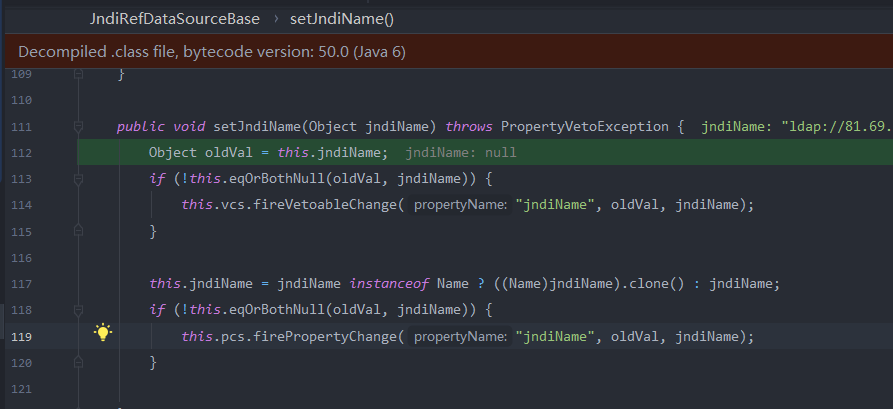 JndiRefDataSourceBase › setJndiName()
Decompiled .class file, bytecode version: 50.0 (Java 6)
109 }
110
111 public void setJndiName(Object jndiName) throws PropertyVetoException { jndiName: "ldap://81.69.
112 Object oldVal = this.jndiName; jndiName: null
113 if (!this.eqOrBothNull(oldVal, jndiName)) {
114 this.vcs.fireVetoableChange( propertyName: "jndiName", oldVal, jndiName);
115 }
116
117 this.jndiName = jndiName instanceof Name ? ((Name)jndiName).clone() : jndiName;
118 if (!this.eqOrBothNull(oldVal, jndiName)) {
119 this.pcs.firePropertyChange( propertyName: "jndiName", oldVal, jndiName);
120 }
121